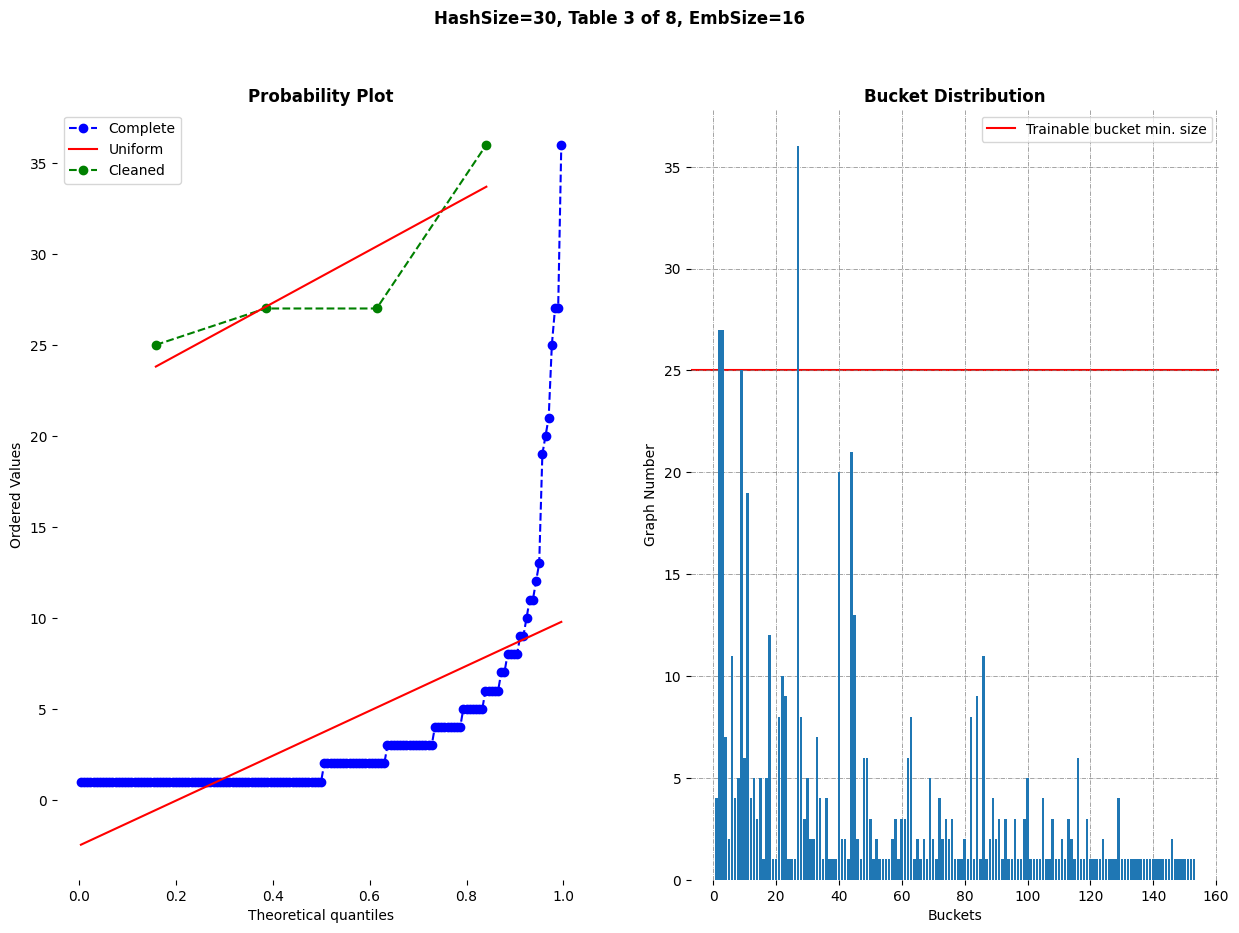 HashSize=30, Table 3 of 8, EmbSize=16
Probability Plot
Complete
Uniform
Cleaned
Ordered Values
35
30
25
20
15
10
5
0
0.0 0.2 0.4 0.6 0.8 1.0
Theoretical quantiles
Bucket Distribution
Trainable bucket min. size
Graph Number
35
30
25
20
15
10
5
0
0 20 40 60 80 100 120 140 160
Buckets